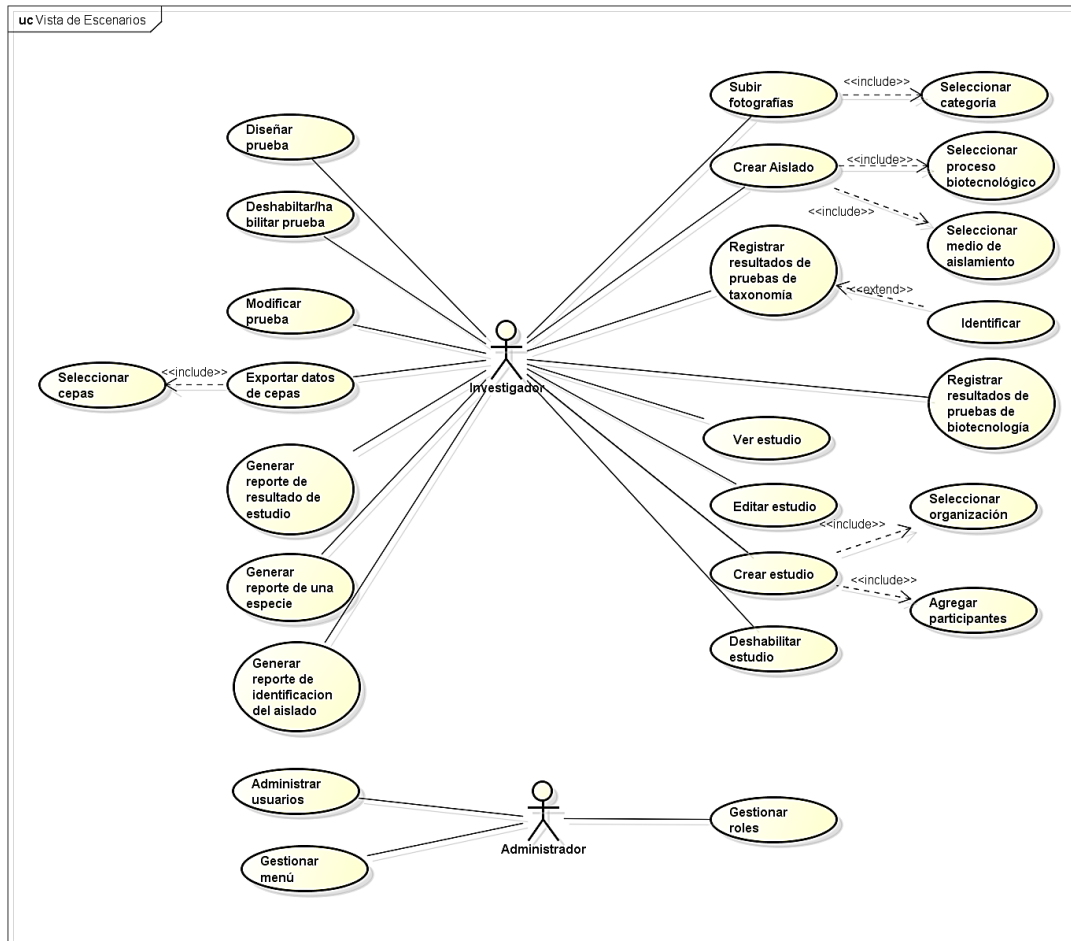 uc Vista de Escenarios
Diseñar
prueba
Deshabiltar/ha
bilitar prueba
Modificar
prueba
Seleccionar
cepas
<<include>>
Exportar datos
de cepas
Generar
reporte de
resultado de
estudio
Generar
reporte de una
especie
Generar
reporte de
identificacion
del aislado
Investigador
Subir
fotografías
<<include>>
Seleccionar
categoría
Crear Aislado
<<include>>
Seleccionar
proceso
biotecnológico
<<include>>
Seleccionar
medio de
aislamiento
Registrar
resultados de
pruebas de
taxonomía
<<extend>>
Identificar
Registrar
resultados de
pruebas de
biotecnología
Ver estudio
Editar estudio
Seleccionar
organización
<<include>>
Crear estudio
<<include>>
Agregar
participantes
Deshabilitar
estudio
Administrar
usuarios
Gestionar
menú
Administrador
Gestionar
roles